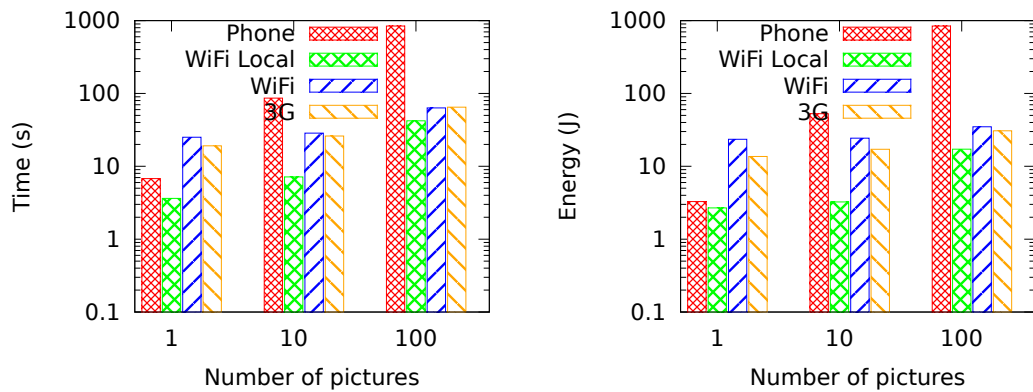 1000
100
10
1
0.1
Time (s)
Phone
WiFi Local
WiFi
3G
1 10 100
Number of pictures
1000
100
10
1
0.1
Energy (J)
Phone
WiFi Local
WiFi
3G
1 10 100
Number of pictures